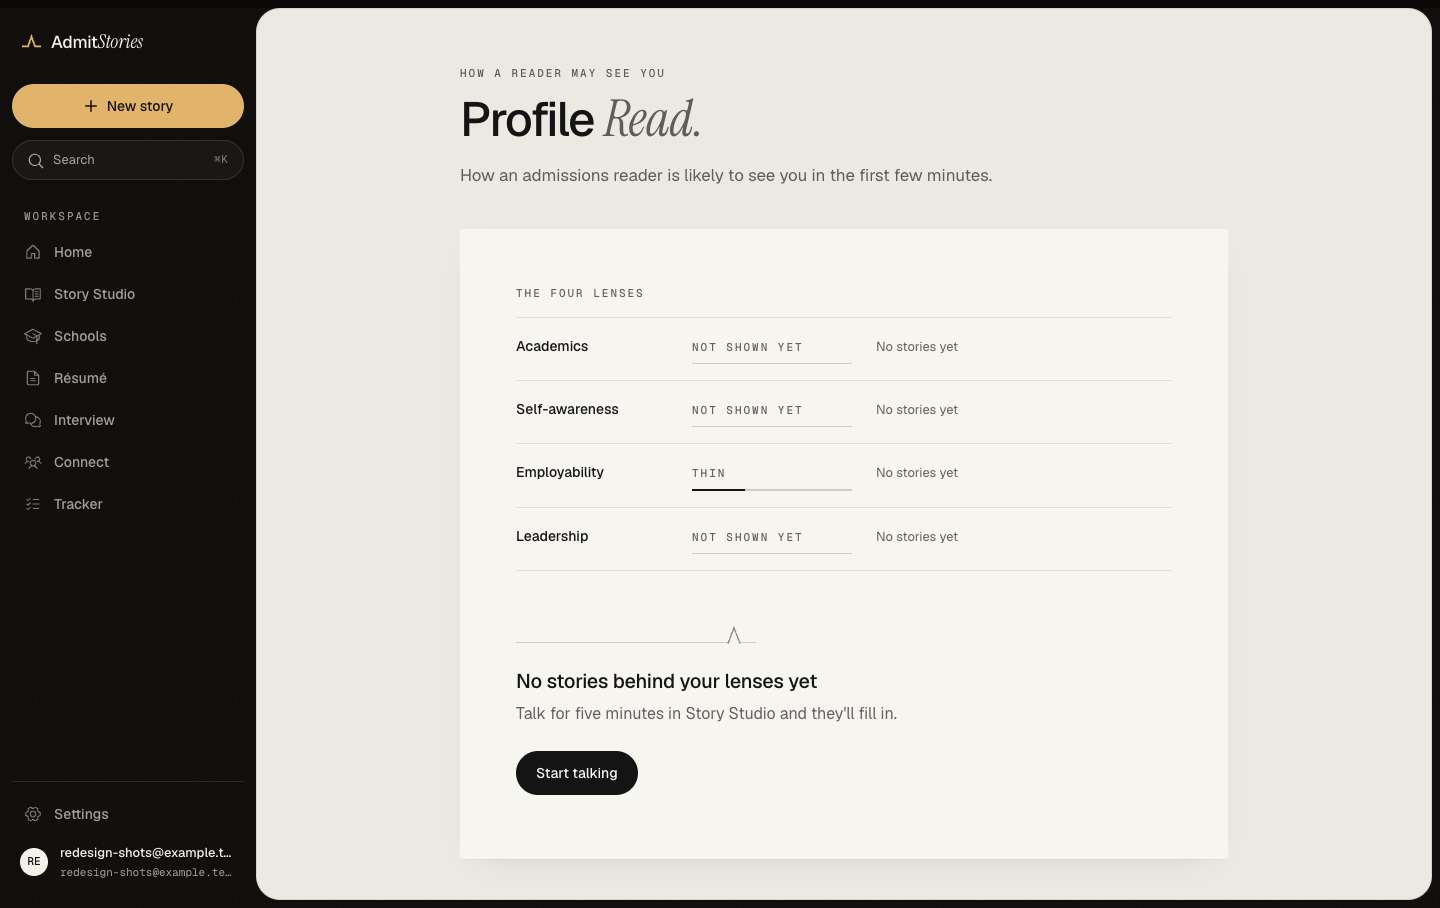 AdmitStories
New story
Search ⌘K
WORKSPACE
Home
Story Studio
Schools
Résumé
Interview
Connect
Tracker
Settings
RE
redesign-shots@example.t…
redesign-shots@example.te…
HOW A READER MAY SEE YOU
Profile Read.
How an admissions reader is likely to see you in the first few minutes.
THE FOUR LENSES
Academics NOT SHOWN YET No stories yet
Self-awareness NOT SHOWN YET No stories yet
Employability THIN No stories yet
Leadership NOT SHOWN YET No stories yet
No stories behind your lenses yet
Talk for five minutes in Story Studio and they'll fill in.
Start talking